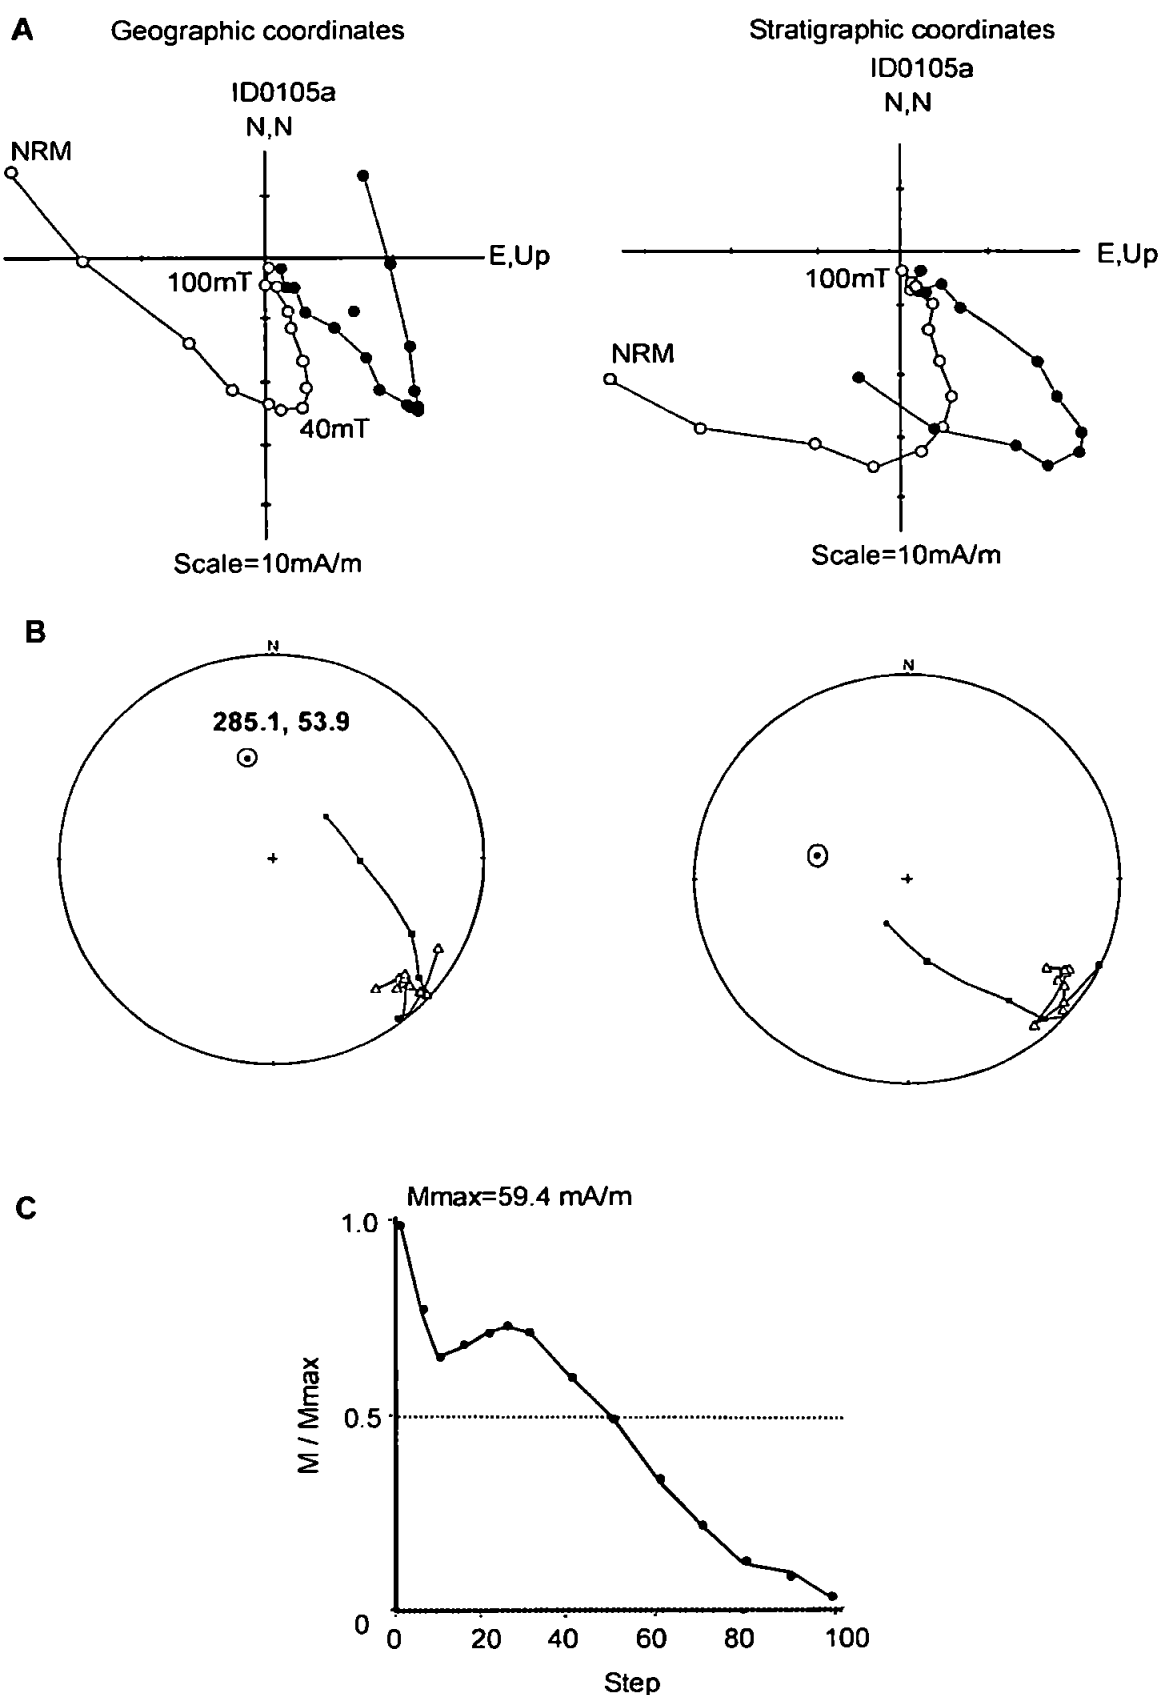 A
Geographic coordinates
Stratigraphic coordinates
ID0105a
N,N
ID0105a
N,N
NRM
E,Up
100mT
40mT
Scale=10mA/m
E,Up
100mT
NRM
Scale=10mA/m
B
N
285.1, 53.9
N
C
Mmax=59.4 mA/m
1.0
0.5
0
M / Mmax
0 20 40 60 80 100
Step